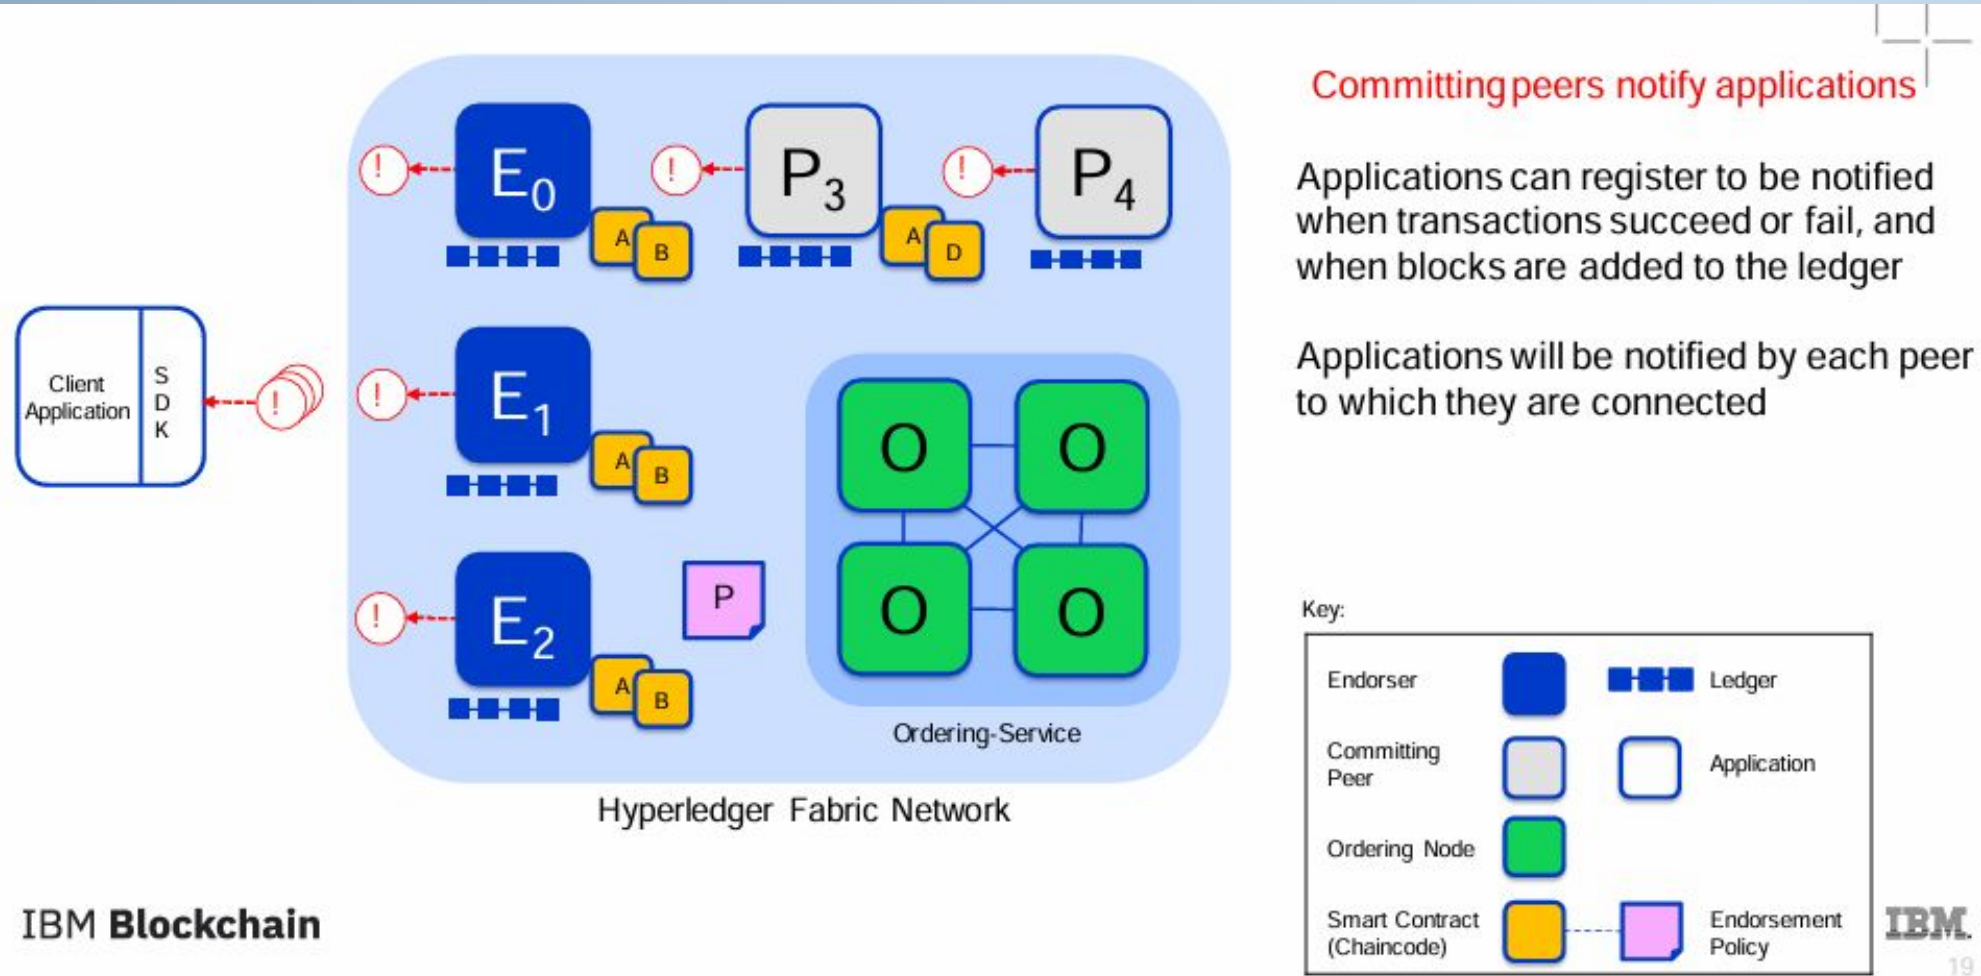 Committing peers notify applications
Applications can register to be notified
when transactions succeed or fail, and
when blocks are added to the ledger
Applications will be notified by each peer
to which they are connected
Client
Application
S
D
K
!
! E0
A B
! P3
A D
! P4
! E1
A B
! E2
A B
P
O O
O O
Ordering-Service
Hyperledger Fabric Network
Key:
Endorser
Ledger
Committing
Peer
Application
Ordering Node
Smart Contract
(Chaincode)
Endorsement
Policy
IBM Blockchain
IBM.
19